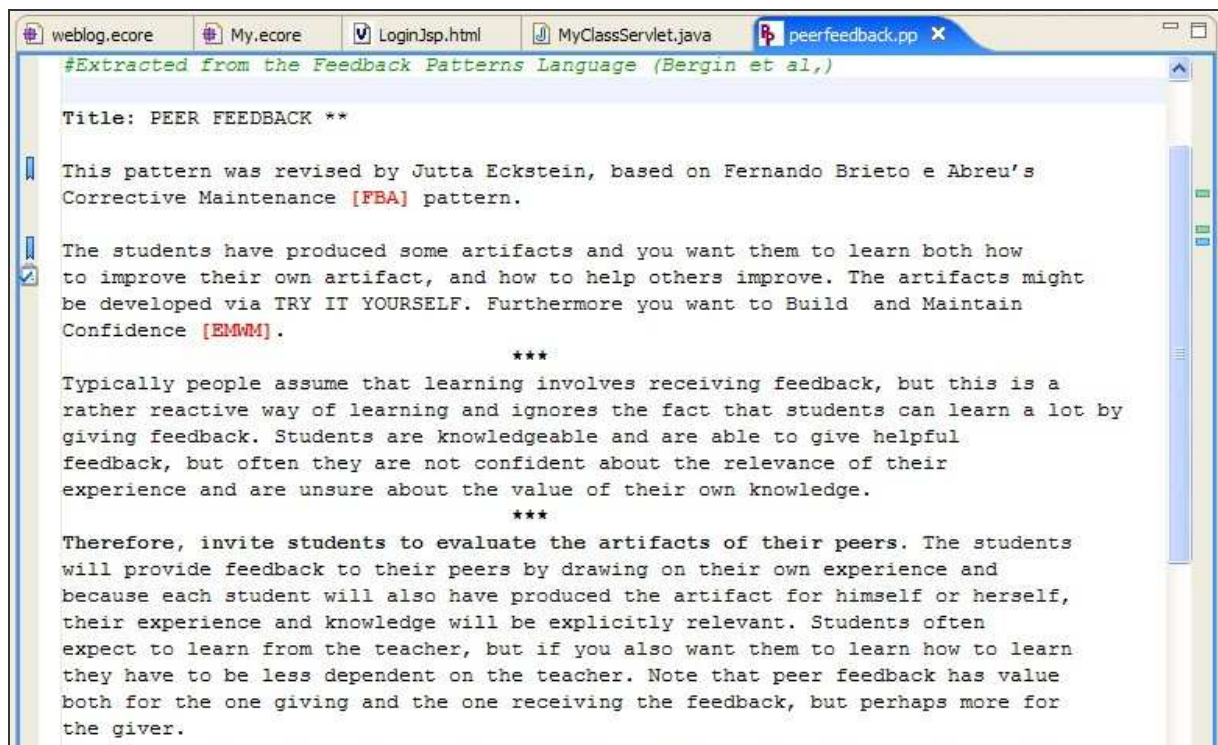 weblog.ecore My.ecore LoginJsp.html MyClassServlet.java peerfeedback.pp
#Extracted from the Feedback Patterns Language (Bergin et al,)
Title: PEER FEEDBACK **
This pattern was revised by Jutta Eckstein, based on Fernando Brieto e Abreu's
Corrective Maintenance [FBA] pattern.
The students have produced some artifacts and you want them to learn both how
to improve their own artifact, and how to help others improve. The artifacts might
be developed via TRY IT YOURSELF. Furthermore you want to Build  and Maintain
Confidence [EMWM].
***
Typically people assume that learning involves receiving feedback, but this is a
rather reactive way of learning and ignores the fact that students can learn a lot by
giving feedback. Students are knowledgeable and are able to give helpful
feedback, but often they are not confident about the relevance of their
experience and are unsure about the value of their own knowledge.
***
Therefore, invite students to evaluate the artifacts of their peers. The students
will provide feedback to their peers by drawing on their own experience and
because each student will also have produced the artifact for himself or herself,
their experience and knowledge will be explicitly relevant. Students often
expect to learn from the teacher, but if you also want them to learn how to learn
they have to be less dependent on the teacher. Note that peer feedback has value
both for the one giving and the one receiving the feedback, but perhaps more for
the giver.